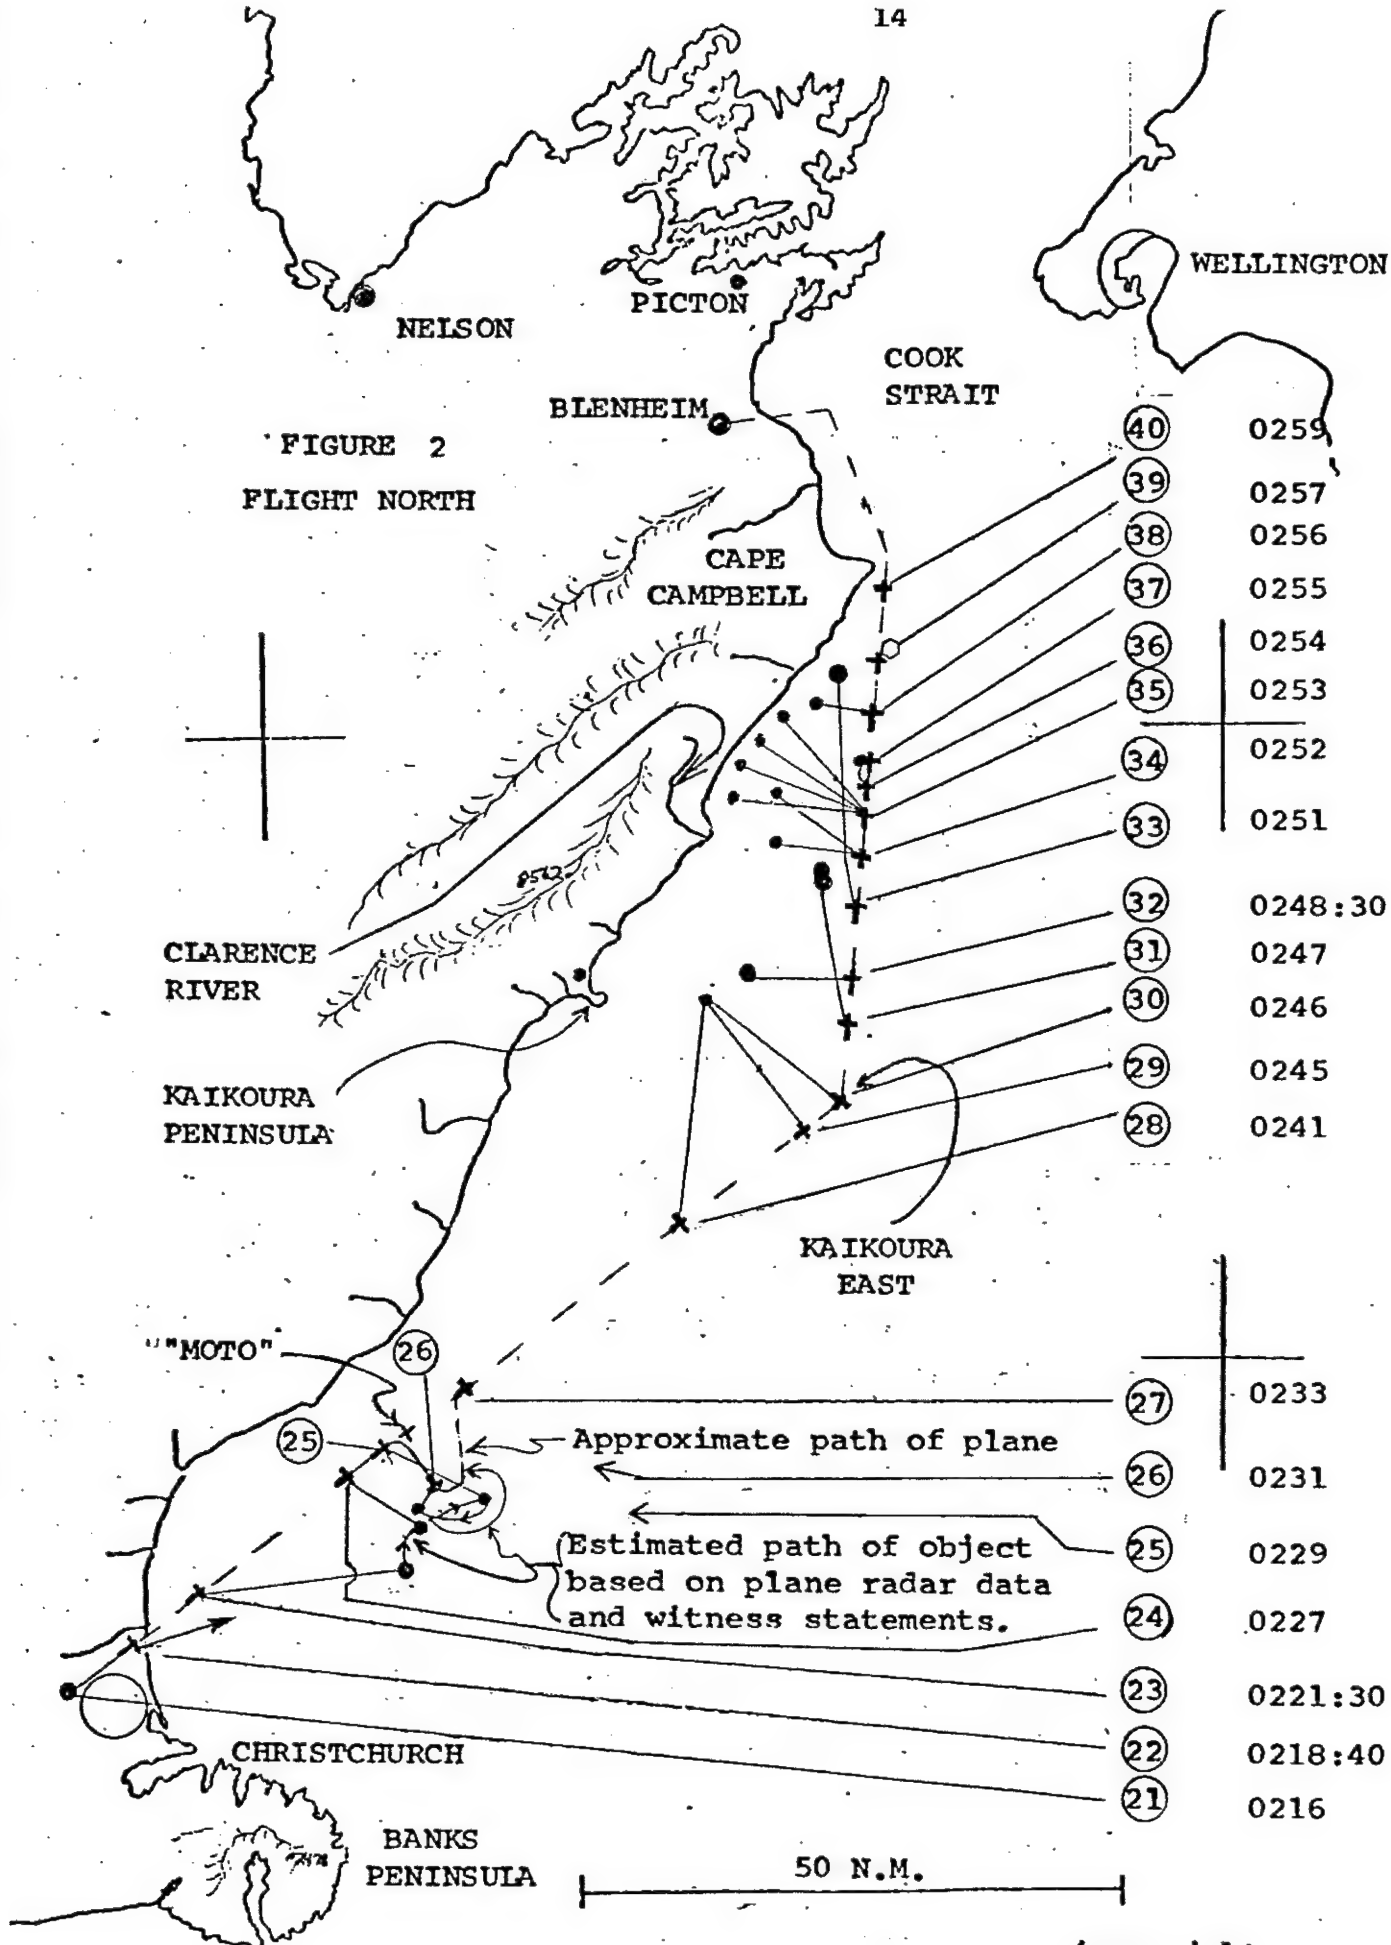 14
WELLINGTON
NELSON
PICTON
COOK
STRAIT
BLENHEIM
FIGURE 2
FLIGHT NORTH
CAPE
CAMPBELL
40 0259
39 0257
38 0256
37 0255
36 0254
35 0253
34 0252
33 0251
32 0248:30
31 0247
30 0246
29 0245
28 0241
8562
CLARENCE
RIVER
KAIKOURA
PENINSULA
KAIKOURA
EAST
"MOTO"
26
25
27 0233
Approximate path of plane
26 0231
25 0229
Estimated path of object
based on plane radar data
and witness statements.
24 0227
23 0221:30
22 0218:40
21 0216
CHRISTCHURCH
BANKS
PENINSULA
50 N.M.